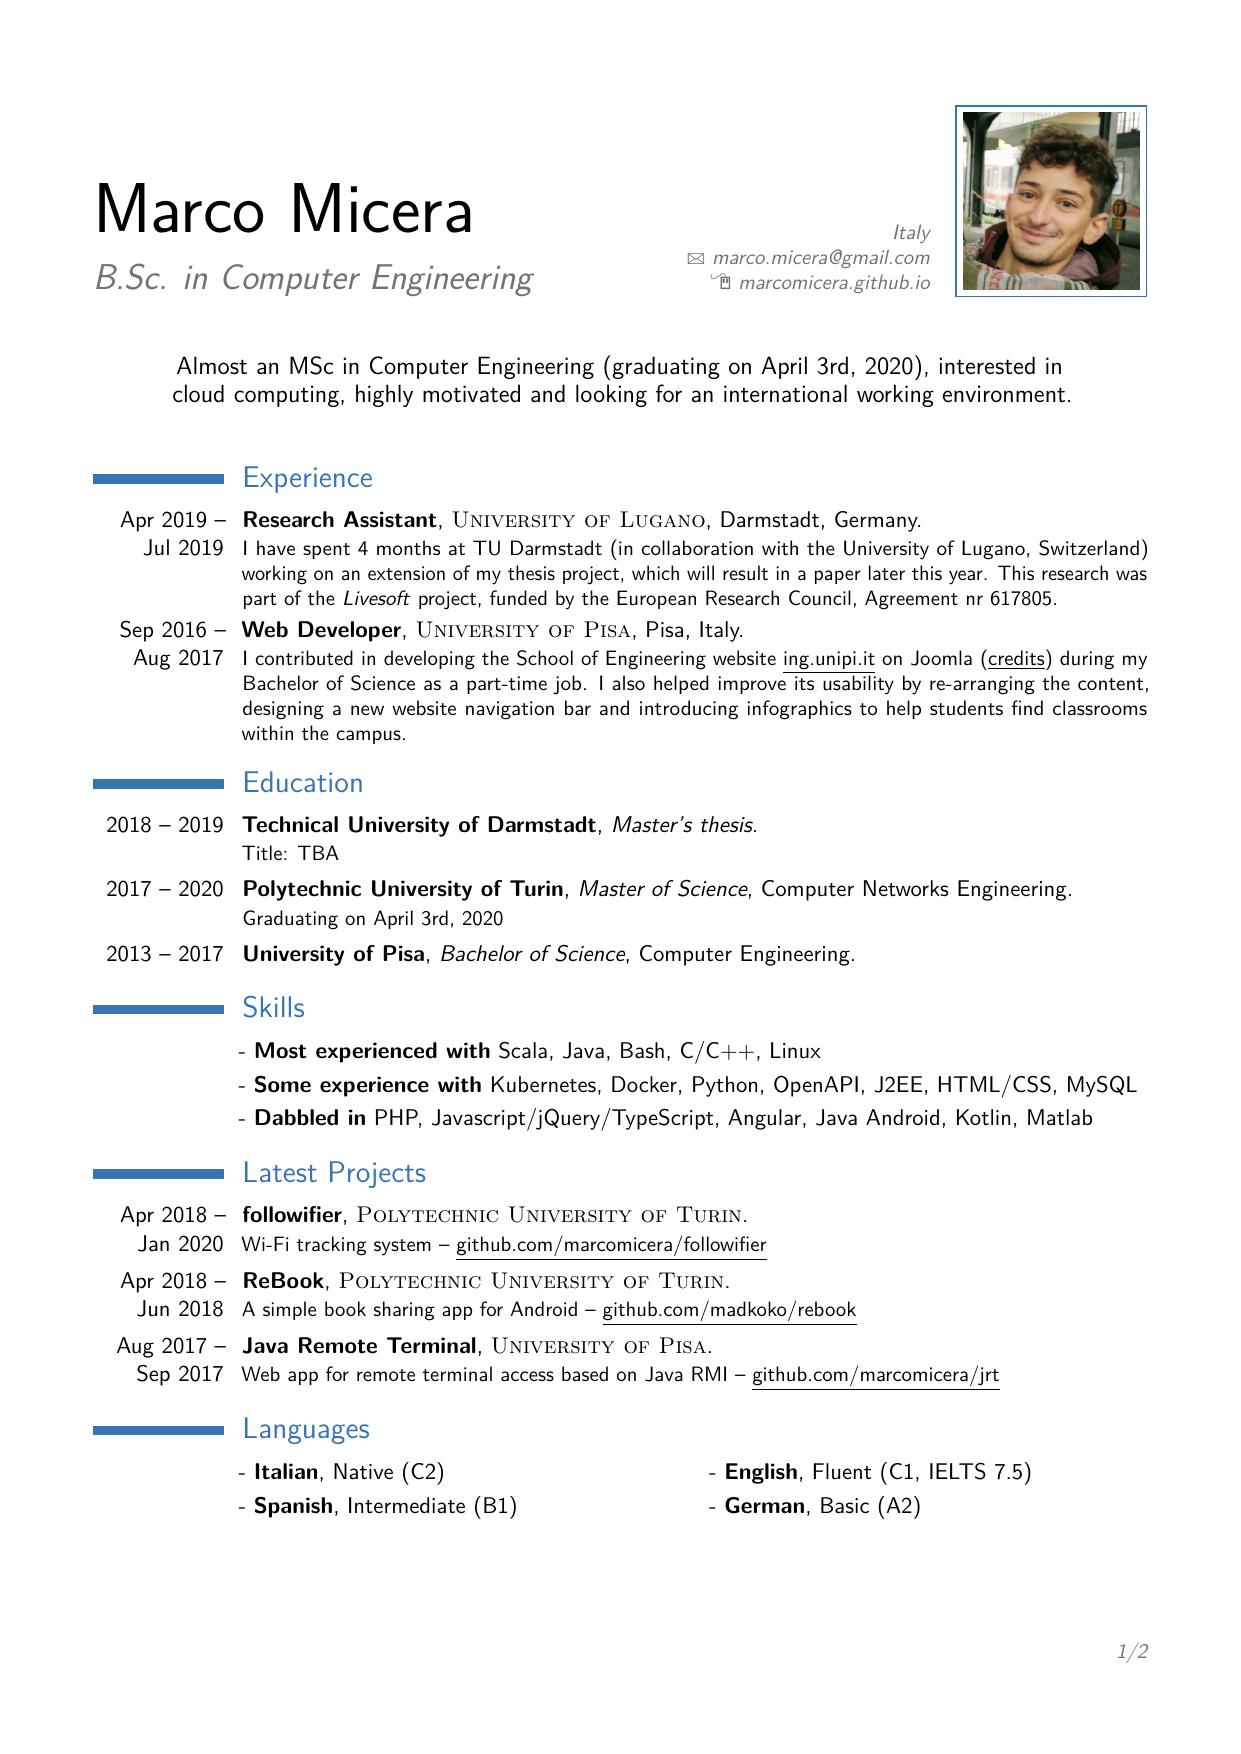 Marco Micera
B.Sc. in Computer Engineering
Italy
✉ marco.micera@gmail.com
marcomicera.github.io
Almost an MSc in Computer Engineering (graduating on April 3rd, 2020), interested in
cloud computing, highly motivated and looking for an international working environment.
Experience
Apr 2019 – Research Assistant, University of Lugano, Darmstadt, Germany.
Jul 2019 I have spent 4 months at TU Darmstadt (in collaboration with the University of Lugano, Switzerland)
working on an extension of my thesis project, which will result in a paper later this year. This research was
part of the Livesoft project, funded by the European Research Council, Agreement nr 617805.
Sep 2016 – Web Developer, University of Pisa, Pisa, Italy.
Aug 2017 I contributed in developing the School of Engineering website ing.unipi.it on Joomla (credits) during my
Bachelor of Science as a part-time job. I also helped improve its usability by re-arranging the content,
designing a new website navigation bar and introducing infographics to help students find classrooms
within the campus.
Education
2018 – 2019 Technical University of Darmstadt, Master's thesis.
Title: TBA
2017 – 2020 Polytechnic University of Turin, Master of Science, Computer Networks Engineering.
Graduating on April 3rd, 2020
2013 – 2017 University of Pisa, Bachelor of Science, Computer Engineering.
Skills
- Most experienced with Scala, Java, Bash, C/C++, Linux
- Some experience with Kubernetes, Docker, Python, OpenAPI, J2EE, HTML/CSS, MySQL
- Dabbled in PHP, Javascript/jQuery/TypeScript, Angular, Java Android, Kotlin, Matlab
Latest Projects
Apr 2018 – followifier, Polytechnic University of Turin.
Jan 2020 Wi-Fi tracking system – github.com/marcomicera/followifier
Apr 2018 – ReBook, Polytechnic University of Turin.
Jun 2018 A simple book sharing app for Android – github.com/madkoko/rebook
Aug 2017 – Java Remote Terminal, University of Pisa.
Sep 2017 Web app for remote terminal access based on Java RMI – github.com/marcomicera/jrt
Languages
- Italian, Native (C2) - English, Fluent (C1, IELTS 7.5)
- Spanish, Intermediate (B1) - German, Basic (A2)
1/2